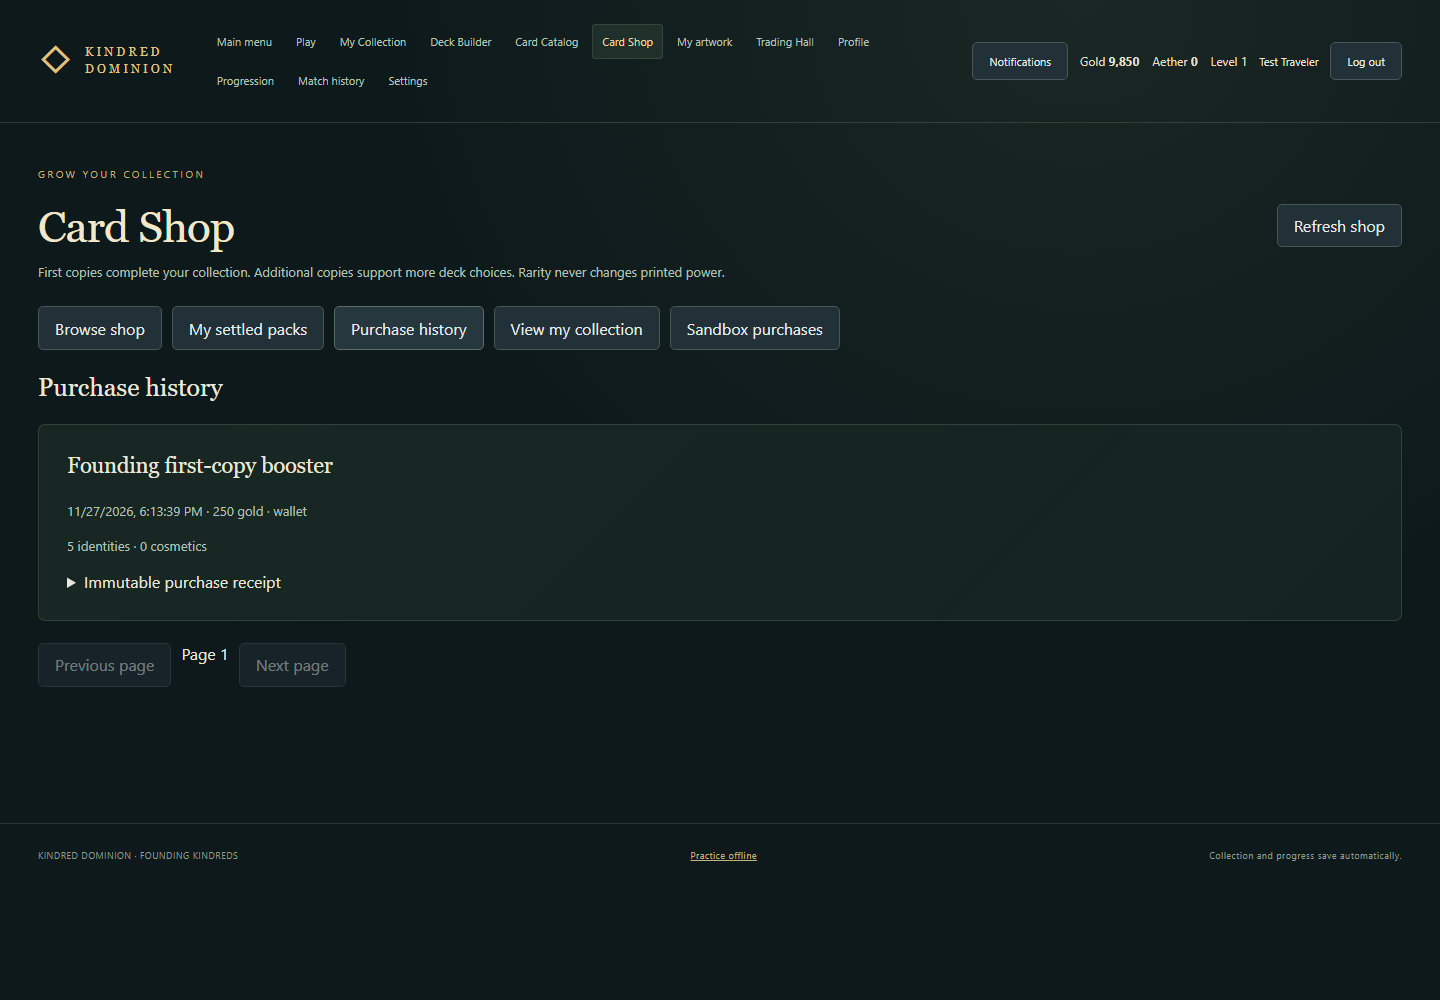 KINDRED
DOMINION
Main menu Play My Collection Deck Builder Card Catalog Card Shop My artwork Trading Hall Profile
Progression Match history Settings
Notifications Gold 9,850 Aether 0 Level 1 Test Traveler Log out
GROW YOUR COLLECTION
Card Shop
Refresh shop
First copies complete your collection. Additional copies support more deck choices. Rarity never changes printed power.
Browse shop My settled packs Purchase history View my collection Sandbox purchases
Purchase history
Founding first-copy booster
11/27/2026, 6:13:39 PM · 250 gold · wallet
5 identities · 0 cosmetics
Immutable purchase receipt
Previous page Page 1 Next page
KINDRED DOMINION · FOUNDING KINDREDS Practice offline Collection and progress save automatically.